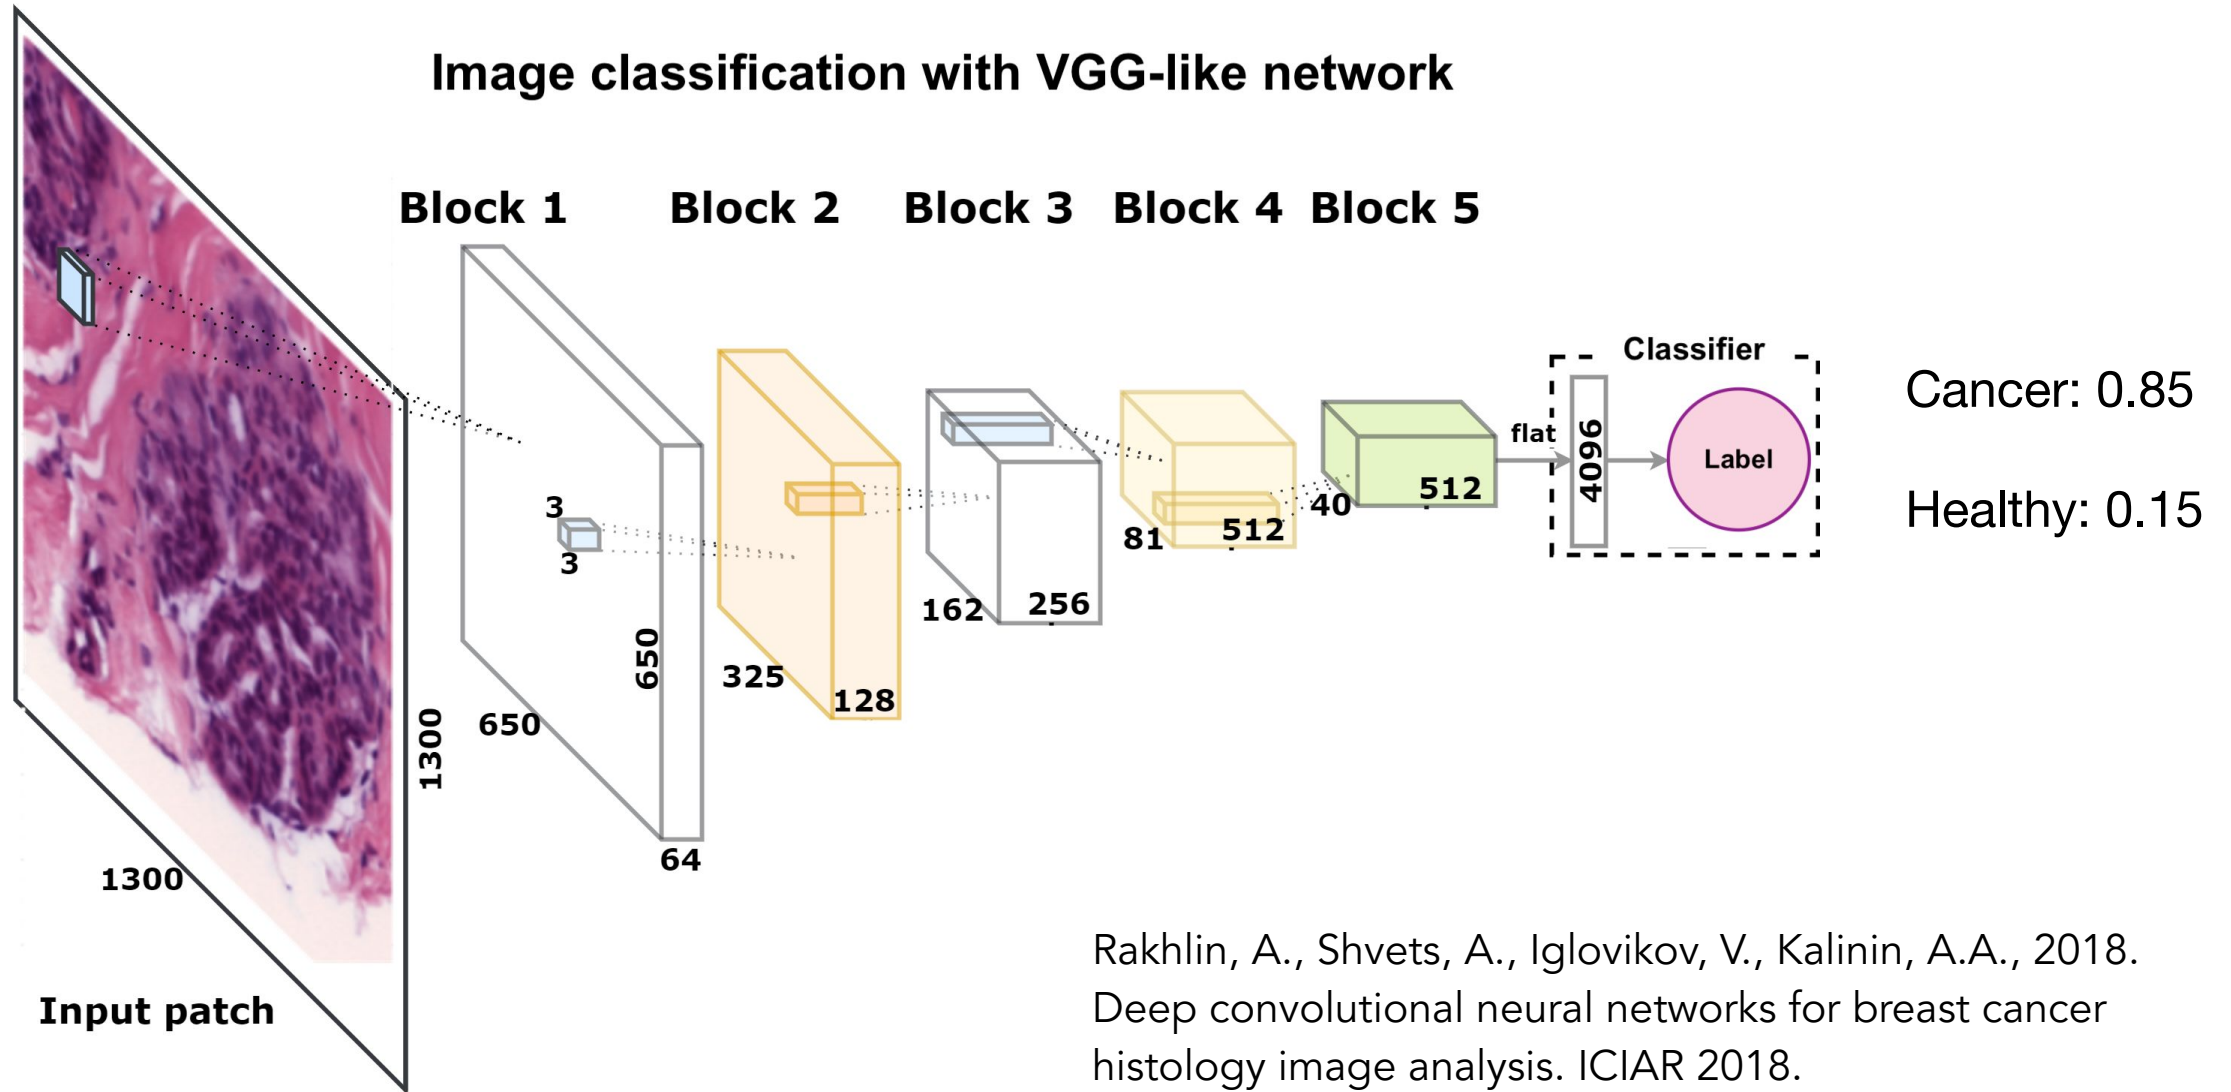 Image classification with VGG-like network
Block 1 Block 2 Block 3 Block 4 Block 5
Input patch
1300
1300
3
3
650
650
64
325
128
162
256
81
512
40
512
flat
Classifier
4096
Label
Cancer: 0.85
Healthy: 0.15
Rakhlin, A., Shvets, A., Iglovikov, V., Kalinin, A.A., 2018.
Deep convolutional neural networks for breast cancer
histology image analysis. ICIAR 2018.